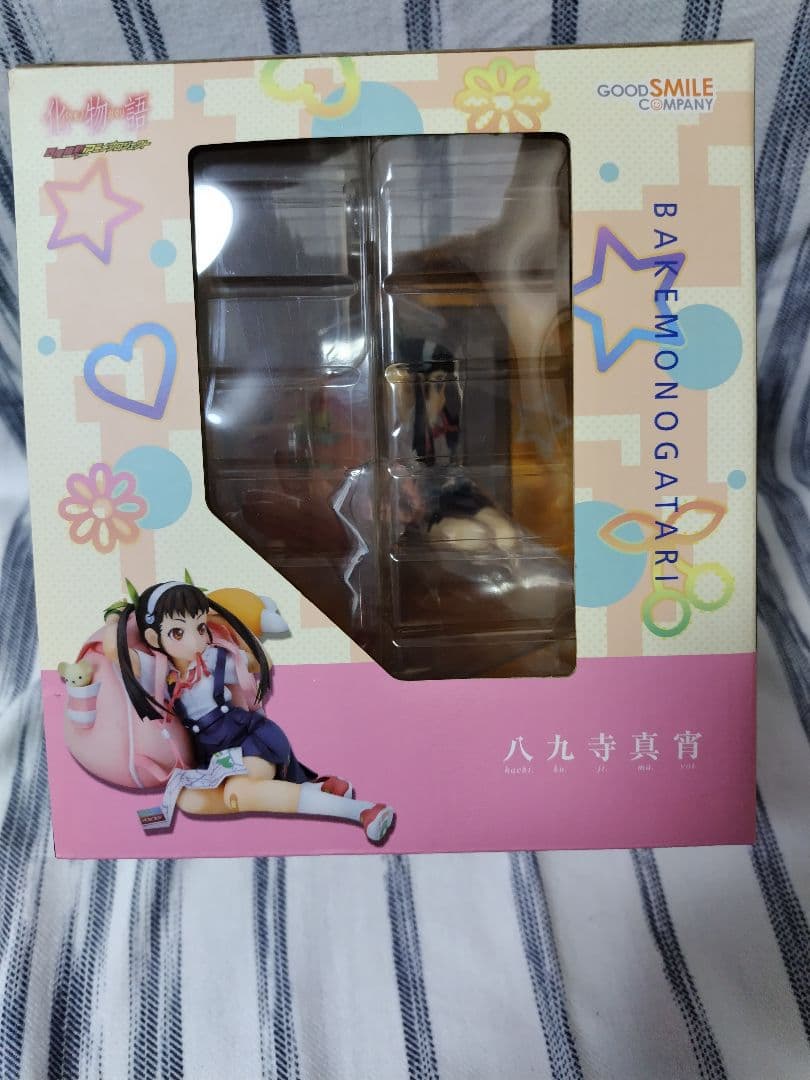 化物語
GOOD SMILE
COMPANY
BAKEMONOGATARI
八九寺真宵
hachi. ku. ji. ma. yoi.